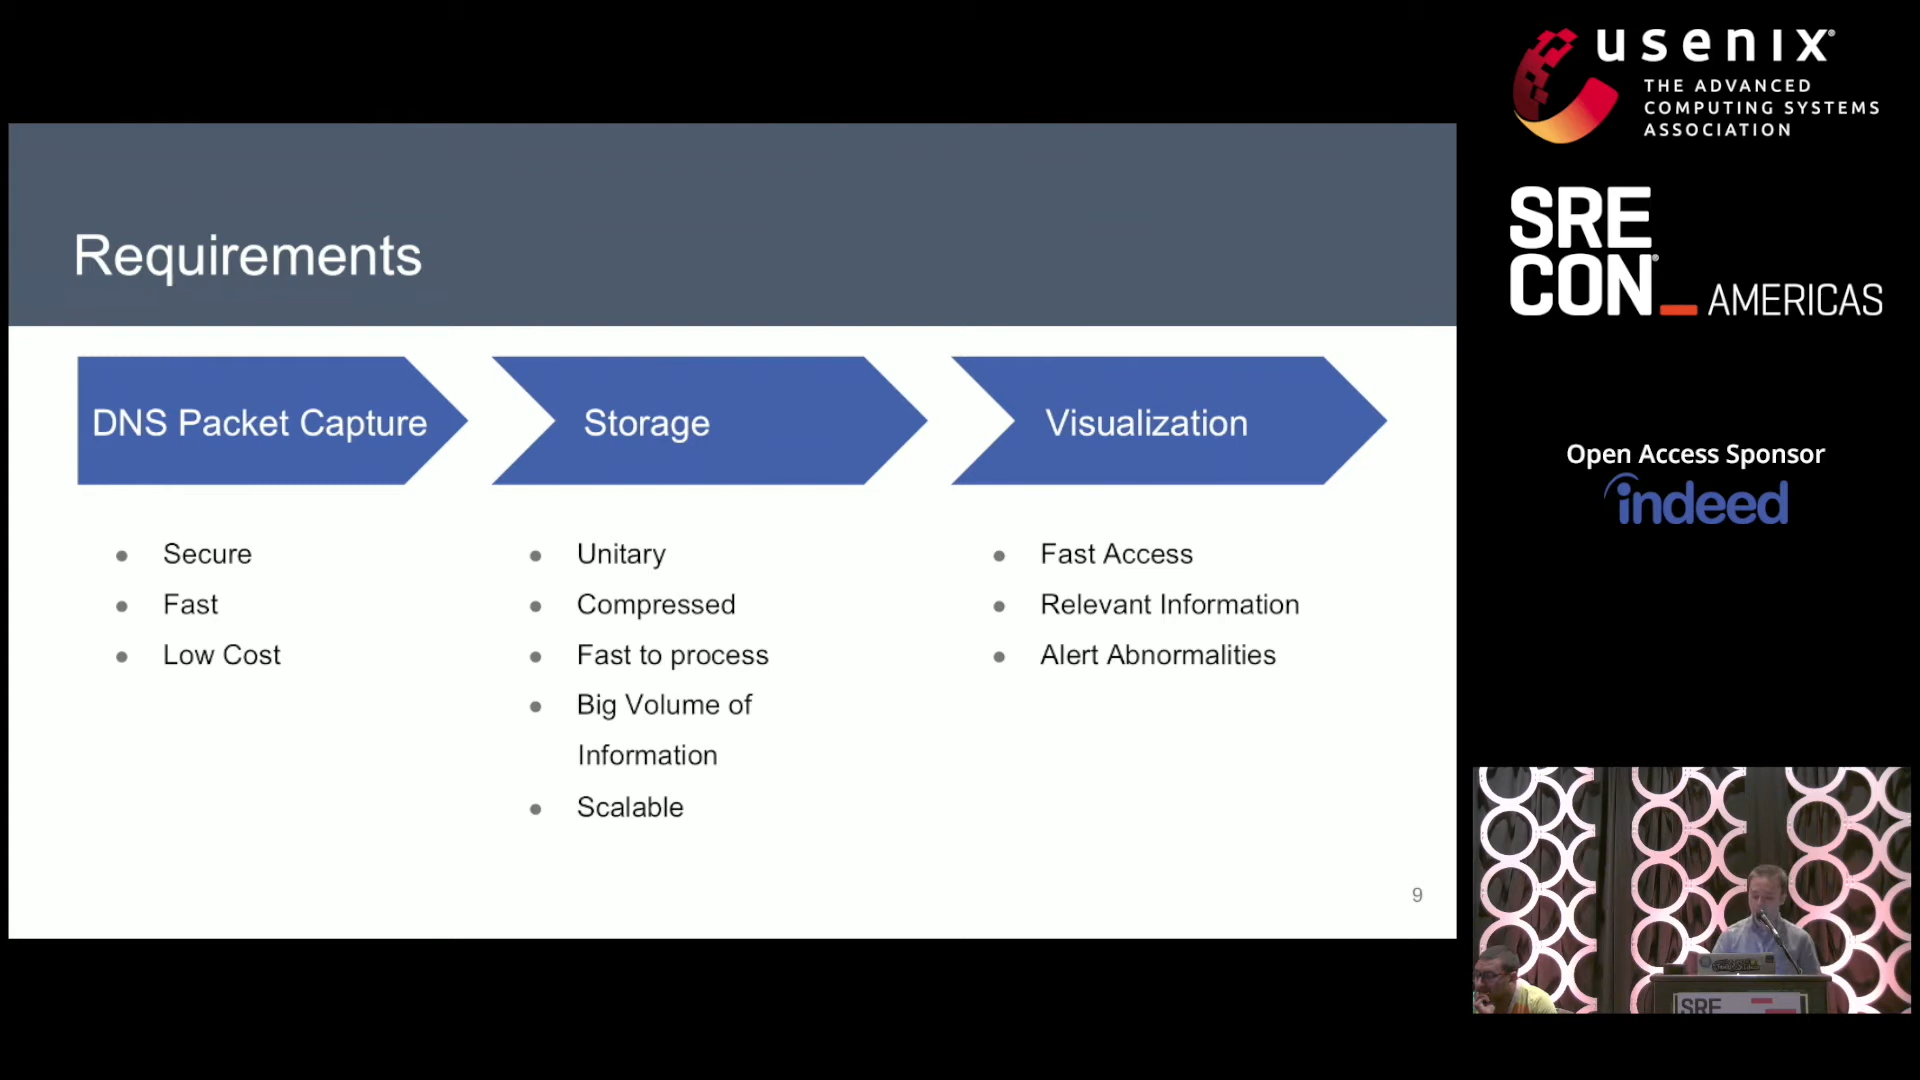 usenix
THE ADVANCED
COMPUTING SYSTEMS
ASSOCIATION
SRE
CON
AMERICAS
Requirements
DNS Packet Capture
Storage
Visualization
Secure
Fast
Low Cost
Unitary
Compressed
Fast to process
Big Volume of
Information
Scalable
Fast Access
Relevant Information
Alert Abnormalities
9
Open Access Sponsor
indeed
SRE